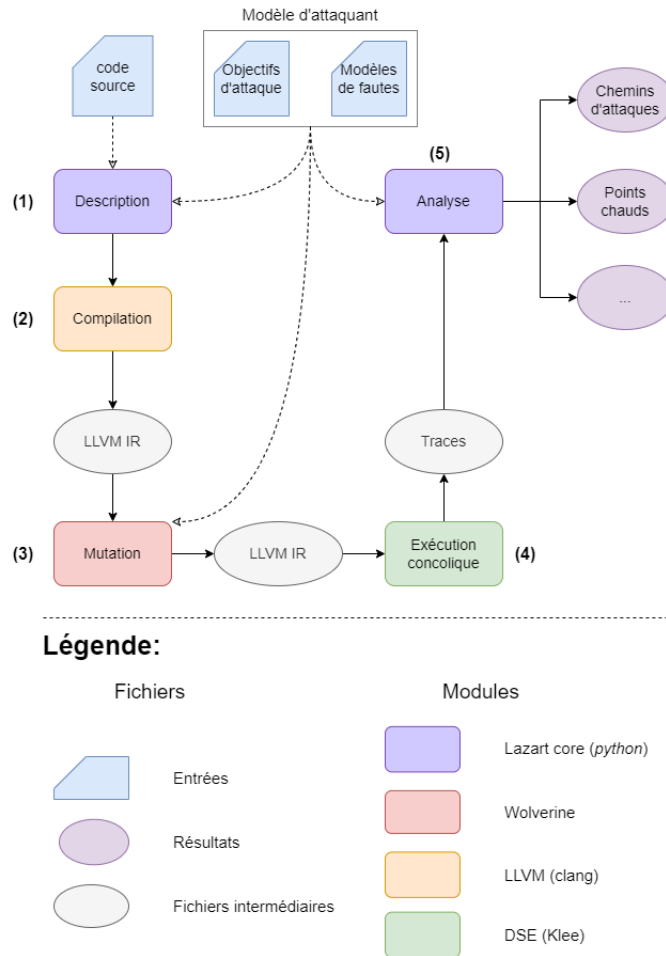 Modèle d'attaquant
code
source
Objectifs
d'attaque
Modèles
de fautes
Chemins
d'attaques
(5)
(1)
Description
Analyse
Points
chauds
(2)
Compilation
...
LLVM IR
Traces
(3)
Mutation
LLVM IR
Exécution
concolique
(4)
Légende:
Fichiers
Modules
Entrées
Lazart core (python)
Résultats
Wolverine
Fichiers intermédiaires
LLVM (clang)
DSE (Klee)